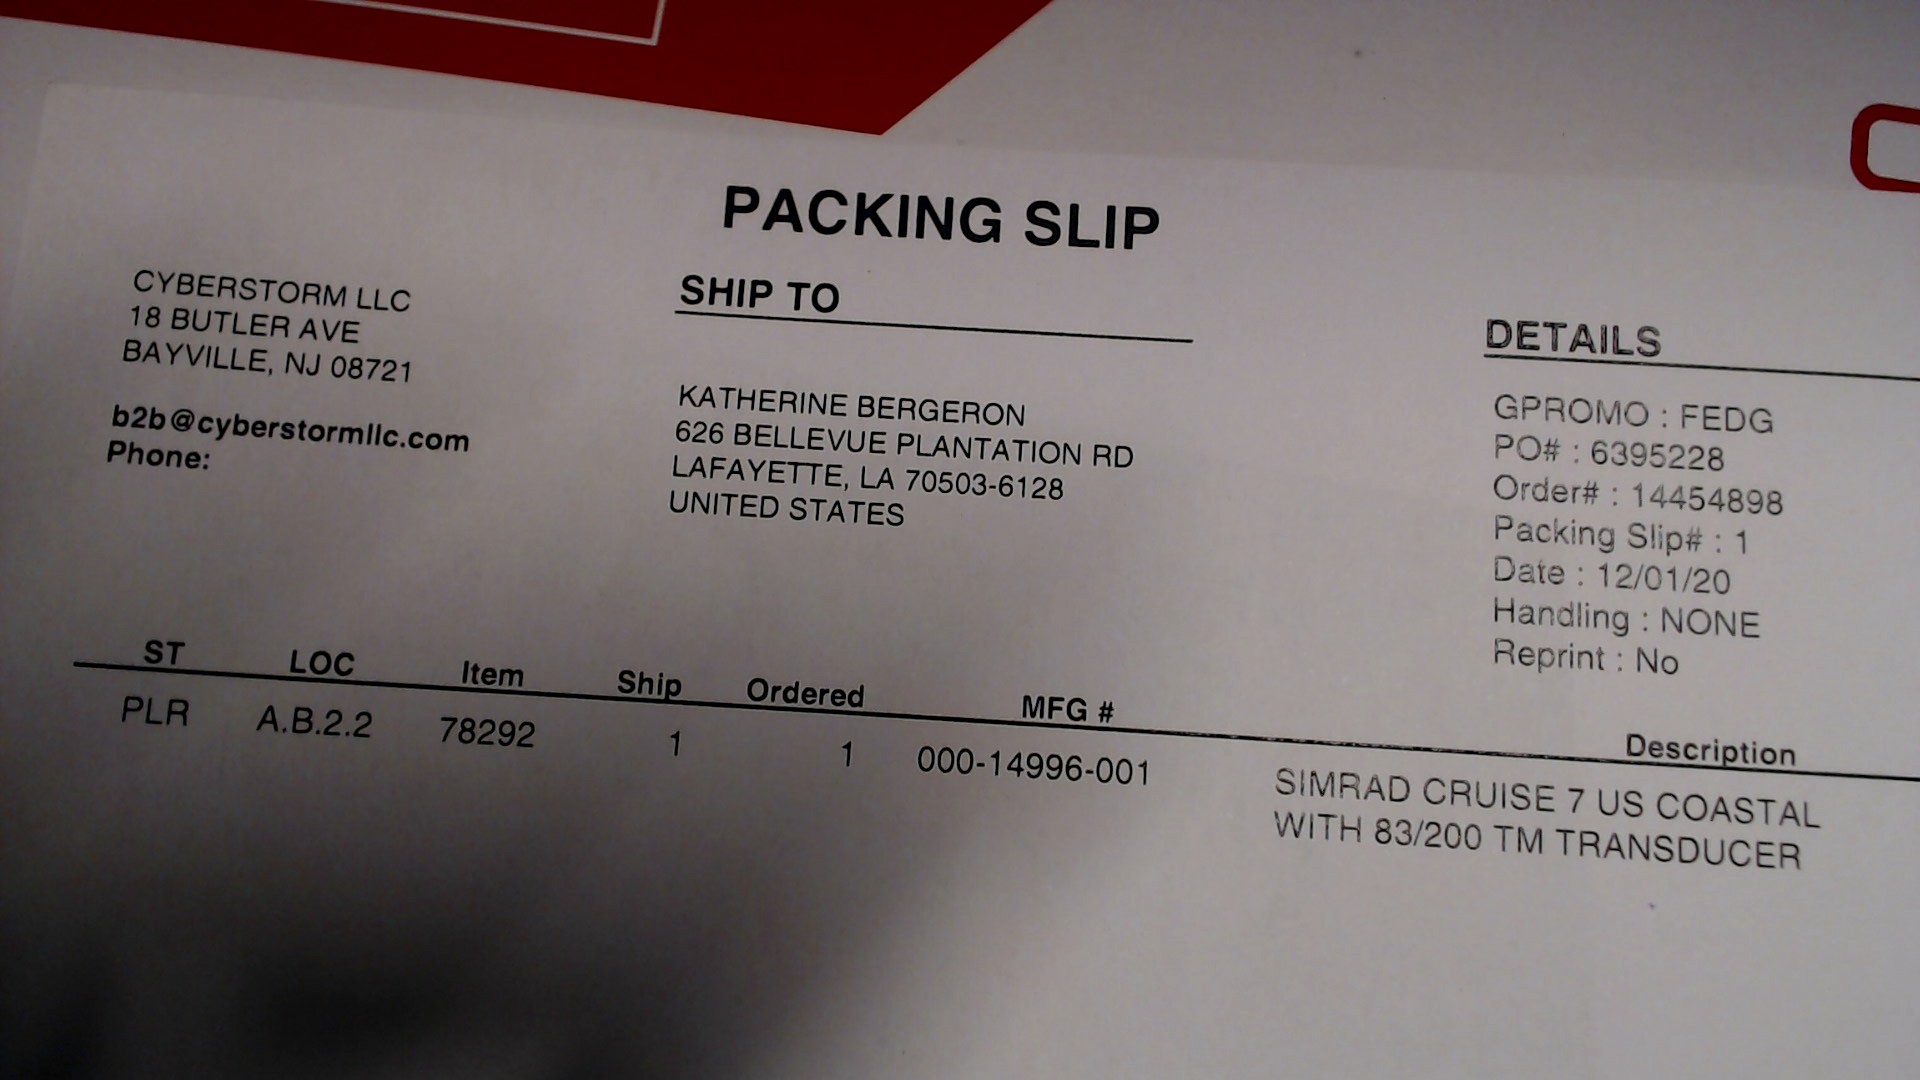 PACKING SLIP
CYBERSTORM LLC
18 BUTLER AVE
BAYVILLE, NJ 08721
b2b@cyberstormllc.com
Phone:
SHIP TO
KATHERINE BERGERON
626 BELLEVUE PLANTATION RD
LAFAYETTE, LA 70503-6128
UNITED STATES
DETAILS
GPROMO : FEDG
PO# : 6395228
Order# : 14454898
Packing Slip# : 1
Date : 12/01/20
Handling : NONE
Reprint : No
ST LOC Item Ship Ordered MFG # Description
PLR A.B.2.2 78292 1 1 000-14996-001 SIMRAD CRUISE 7 US COASTAL
WITH 83/200 TM TRANSDUCER